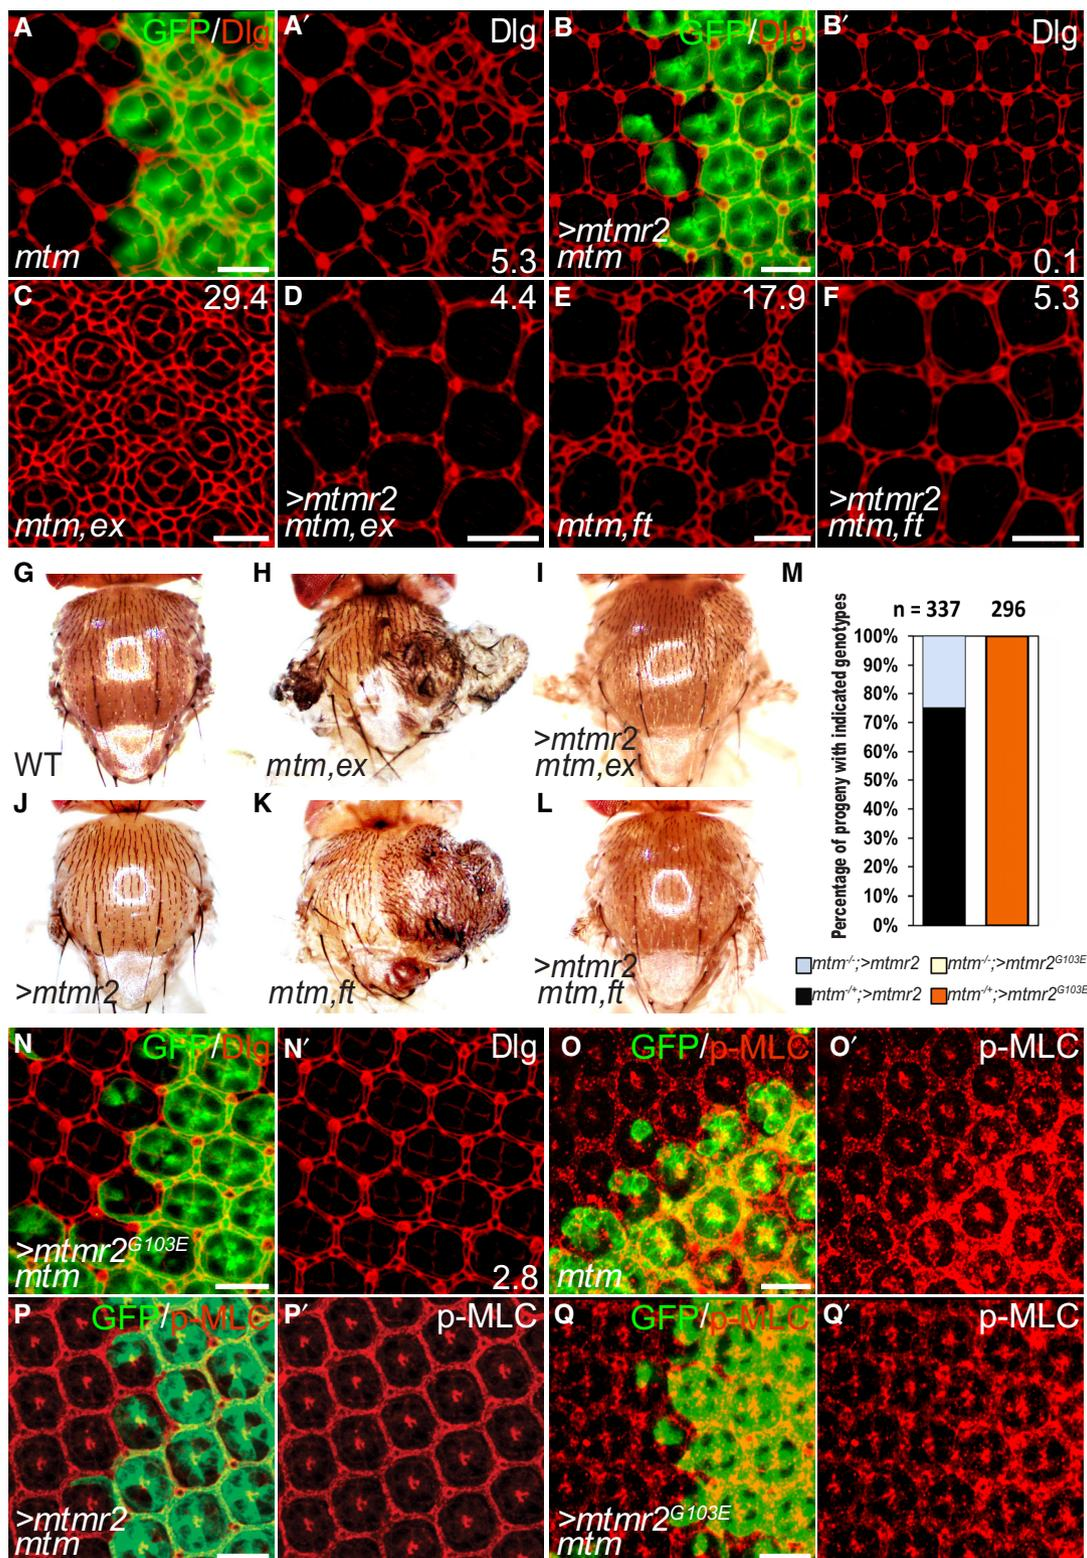 A GFP/Dlg A′ Dlg B GFP/Dlg B′ Dlg
mtm 5.3 >mtmr2 0.1
mtm
C 29.4 D 4.4 E 17.9 F 5.3
mtm,ex >mtmr2 mtm,ft >mtmr2
mtm,ex mtm,ft
G H I M
WT mtm,ex >mtmr2
mtm,ex
J K L
>mtmr2 mtm,ft >mtmr2
mtm,ft
n = 337 296
Percentage of progeny with indicated genotypes
100%
90%
80%
70%
60%
50%
40%
30%
20%
10%
0%
mtm-/-;>mtmr2 mtm-/-;>mtmr2G103E
mtm-/+;>mtmr2 mtm-/+;>mtmr2G103E
N GFP/Dlg N′ Dlg O GFP/p-MLC O′ p-MLC
>mtmr2G103E
mtm 2.8 mtm
P GFP/p-MLC P′ p-MLC Q GFP/p-MLC Q′ p-MLC
>mtmr2 >mtmr2G103E
mtm mtm